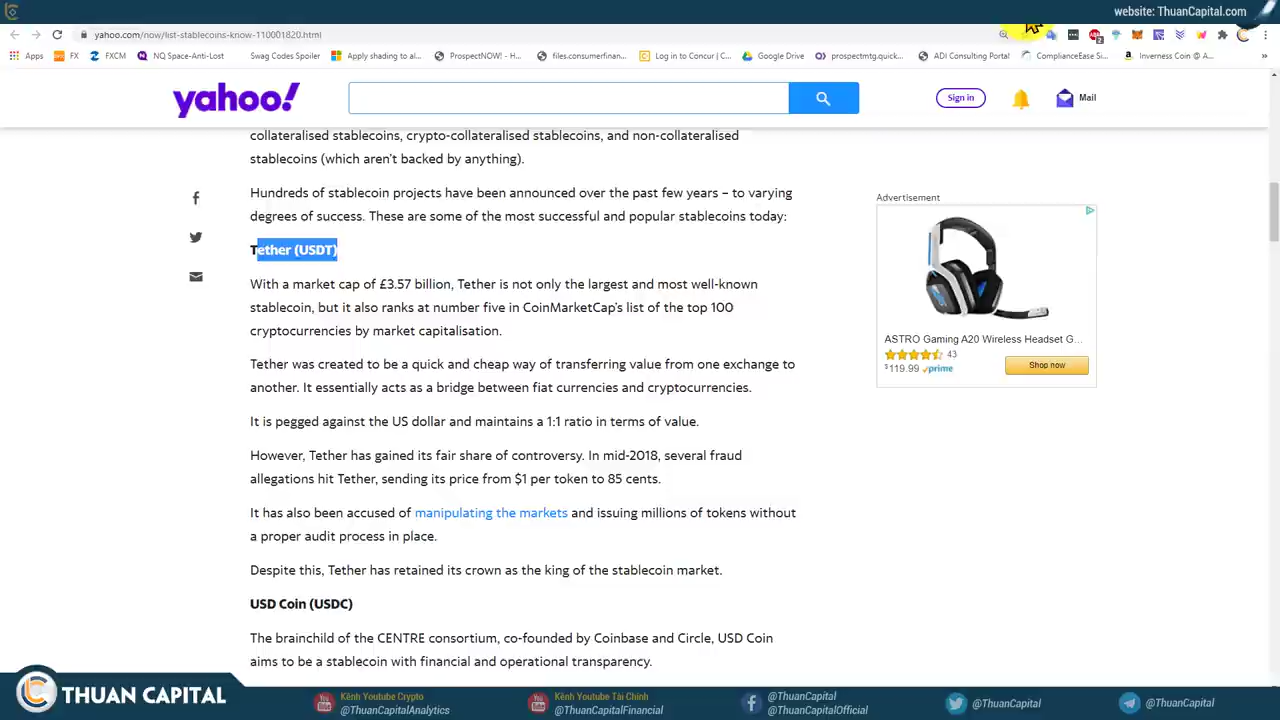 website: ThuanCapital.com
yahoo.com/now/list-stablecoins-know-110001820.html
Apps
FX
FXCM
NQ Space-Anti-Lost
Swag Codes Spoiler
Apply shading to al...
ProspectNOW! - H...
files.consumerfinan...
Log in to Concur | C...
Google Drive
prospectmtg.quick...
ADI Consulting Portal
ComplianceEase Si...
Inverness Coin @ A...
yahoo!
Sign in
Mail
collateralised stablecoins, crypto-collateralised stablecoins, and non-collateralised
stablecoins (which aren't backed by anything).
Hundreds of stablecoin projects have been announced over the past few years – to varying
degrees of success. These are some of the most successful and popular stablecoins today:
Tether (USDT)
With a market cap of £3.57 billion, Tether is not only the largest and most well-known
stablecoin, but it also ranks at number five in CoinMarketCap's list of the top 100
cryptocurrencies by market capitalisation.
Tether was created to be a quick and cheap way of transferring value from one exchange to
another. It essentially acts as a bridge between fiat currencies and cryptocurrencies.
It is pegged against the US dollar and maintains a 1:1 ratio in terms of value.
However, Tether has gained its fair share of controversy. In mid-2018, several fraud
allegations hit Tether, sending its price from $1 per token to 85 cents.
It has also been accused of manipulating the markets and issuing millions of tokens without
a proper audit process in place.
Despite this, Tether has retained its crown as the king of the stablecoin market.
USD Coin (USDC)
The brainchild of the CENTRE consortium, co-founded by Coinbase and Circle, USD Coin
aims to be a stablecoin with financial and operational transparency.
Advertisement
ASTRO Gaming A20 Wireless Headset G...
43
$119.99 prime
Shop now
THUAN CAPITAL
Kênh Youtube Crypto
@ThuanCapitalAnalytics
Kênh Youtube Tài Chính
@ThuanCapitalFinancial
@ThuanCapital
@ThuanCapitalOfficial
@ThuanCapital
@ThuanCapital